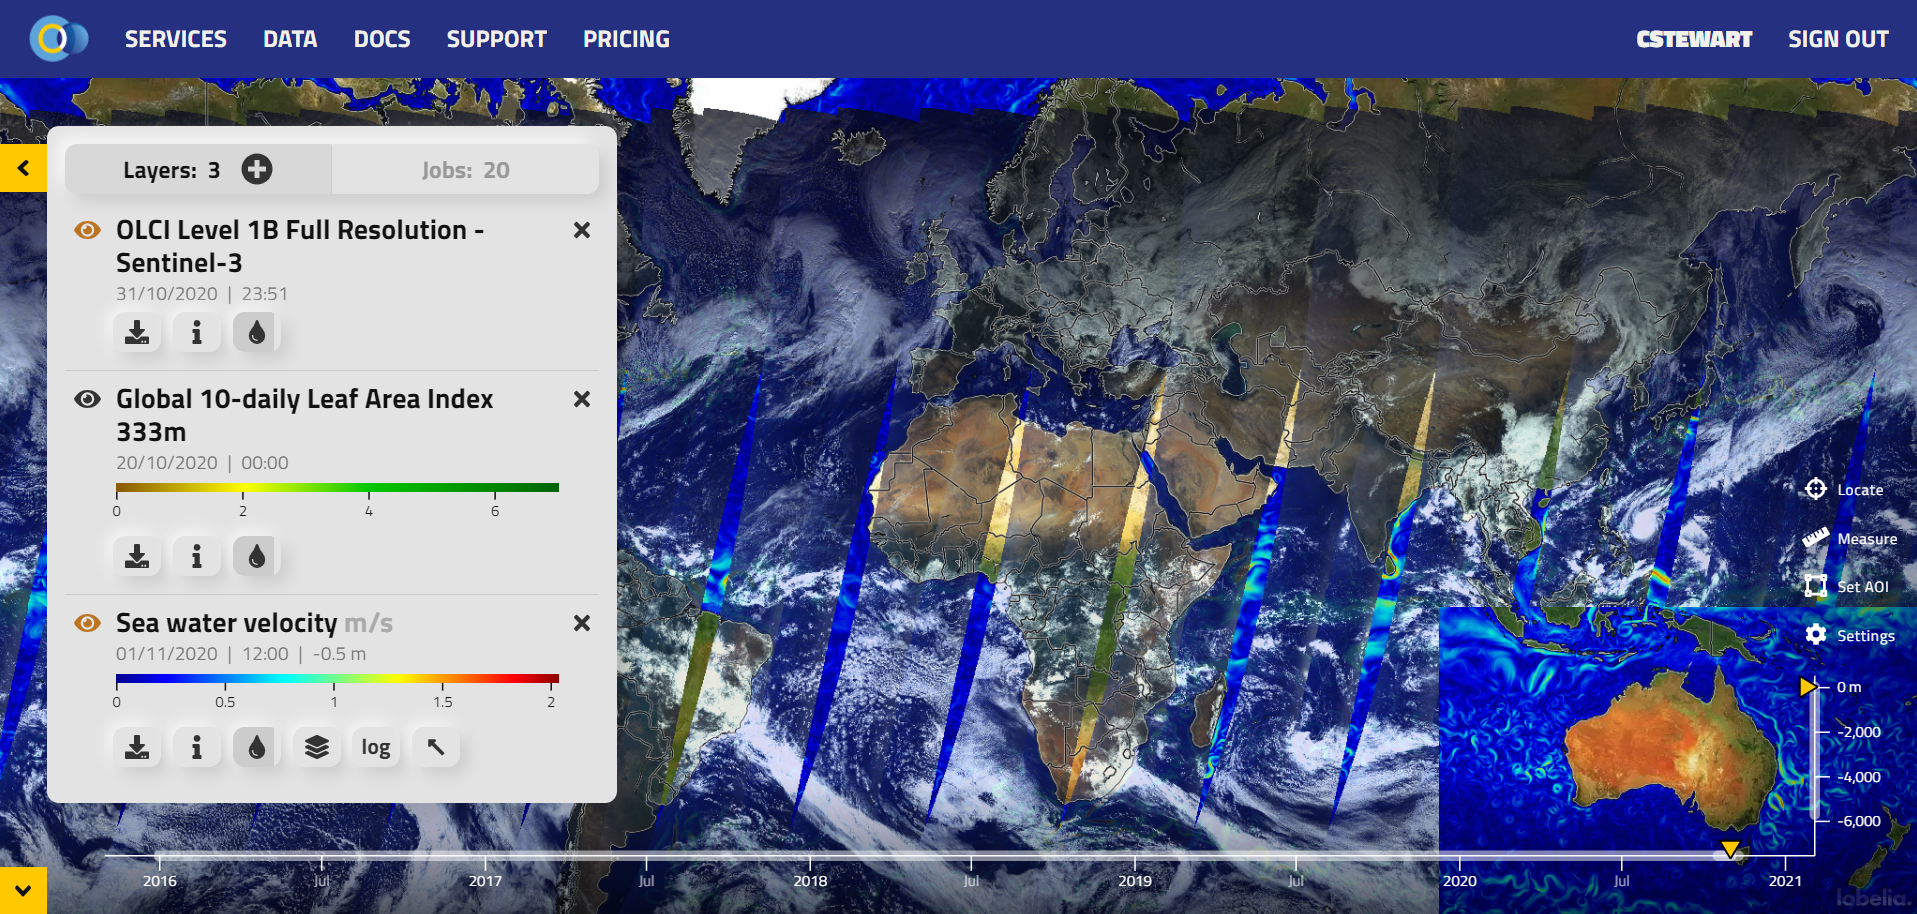 SERVICES DATA DOCS SUPPORT PRICING CSTEWART SIGN OUT
Layers: 3 Jobs: 20
OLCI Level 1B Full Resolution -
Sentinel-3
31/10/2020 | 23:51
Global 10-daily Leaf Area Index
333m
20/10/2020 | 00:00
0 2 4 6
Sea water velocity m/s
01/11/2020 | 12:00 | -0.5 m
0 0.5 1 1.5 2
log
Locate
Measure
Set AOI
Settings
0 m
-2,000
-4,000
-6,000
2016 Jul 2017 Jul 2018 Jul 2019 Jul 2020 Jul 2021
lobelia.